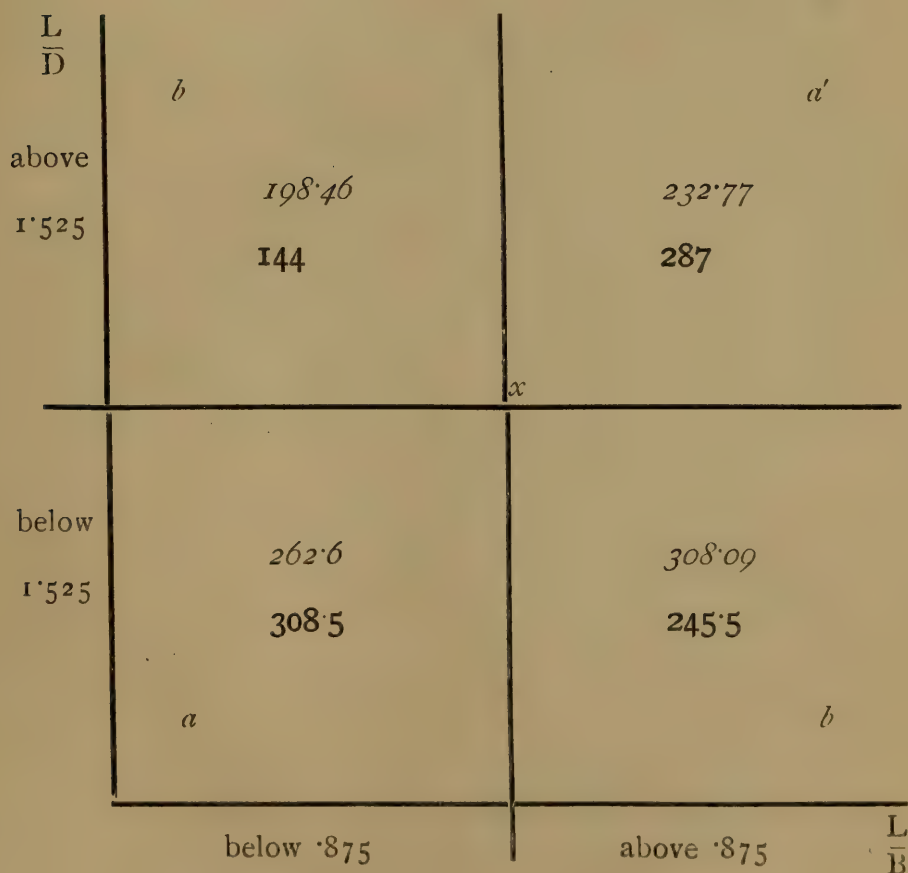 L
D
b a′
above
198·46 232·77
1·525
144 287
x
below
262·6 308·09
1·525
308·5 245·5
a b
below ·875 above ·875
L
B